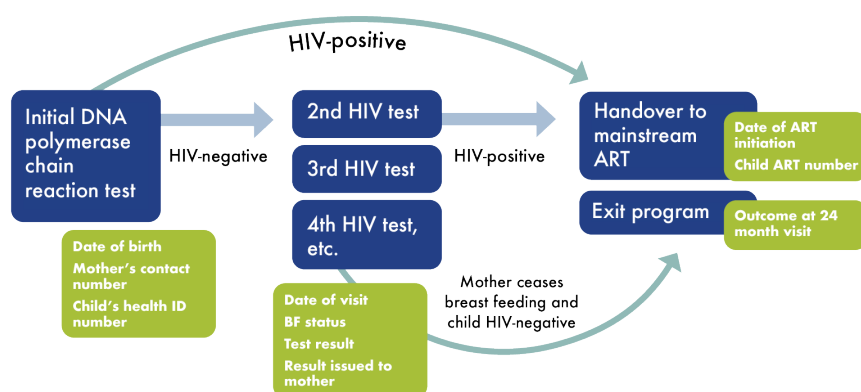 HIV-positive
Initial DNA
polymerase
chain
reaction test
HIV-negative
2nd HIV test
3rd HIV test
4th HIV test,
etc.
HIV-positive
Handover to
mainstream
ART
Date of ART
initiation
Child ART number
Exit program
Outcome at 24
month visit
Date of birth
Mother's contact
number
Child's health ID
number
Date of visit
BF status
Test result
Result issued to
mother
Mother ceases
breast feeding and
child HIV-negative